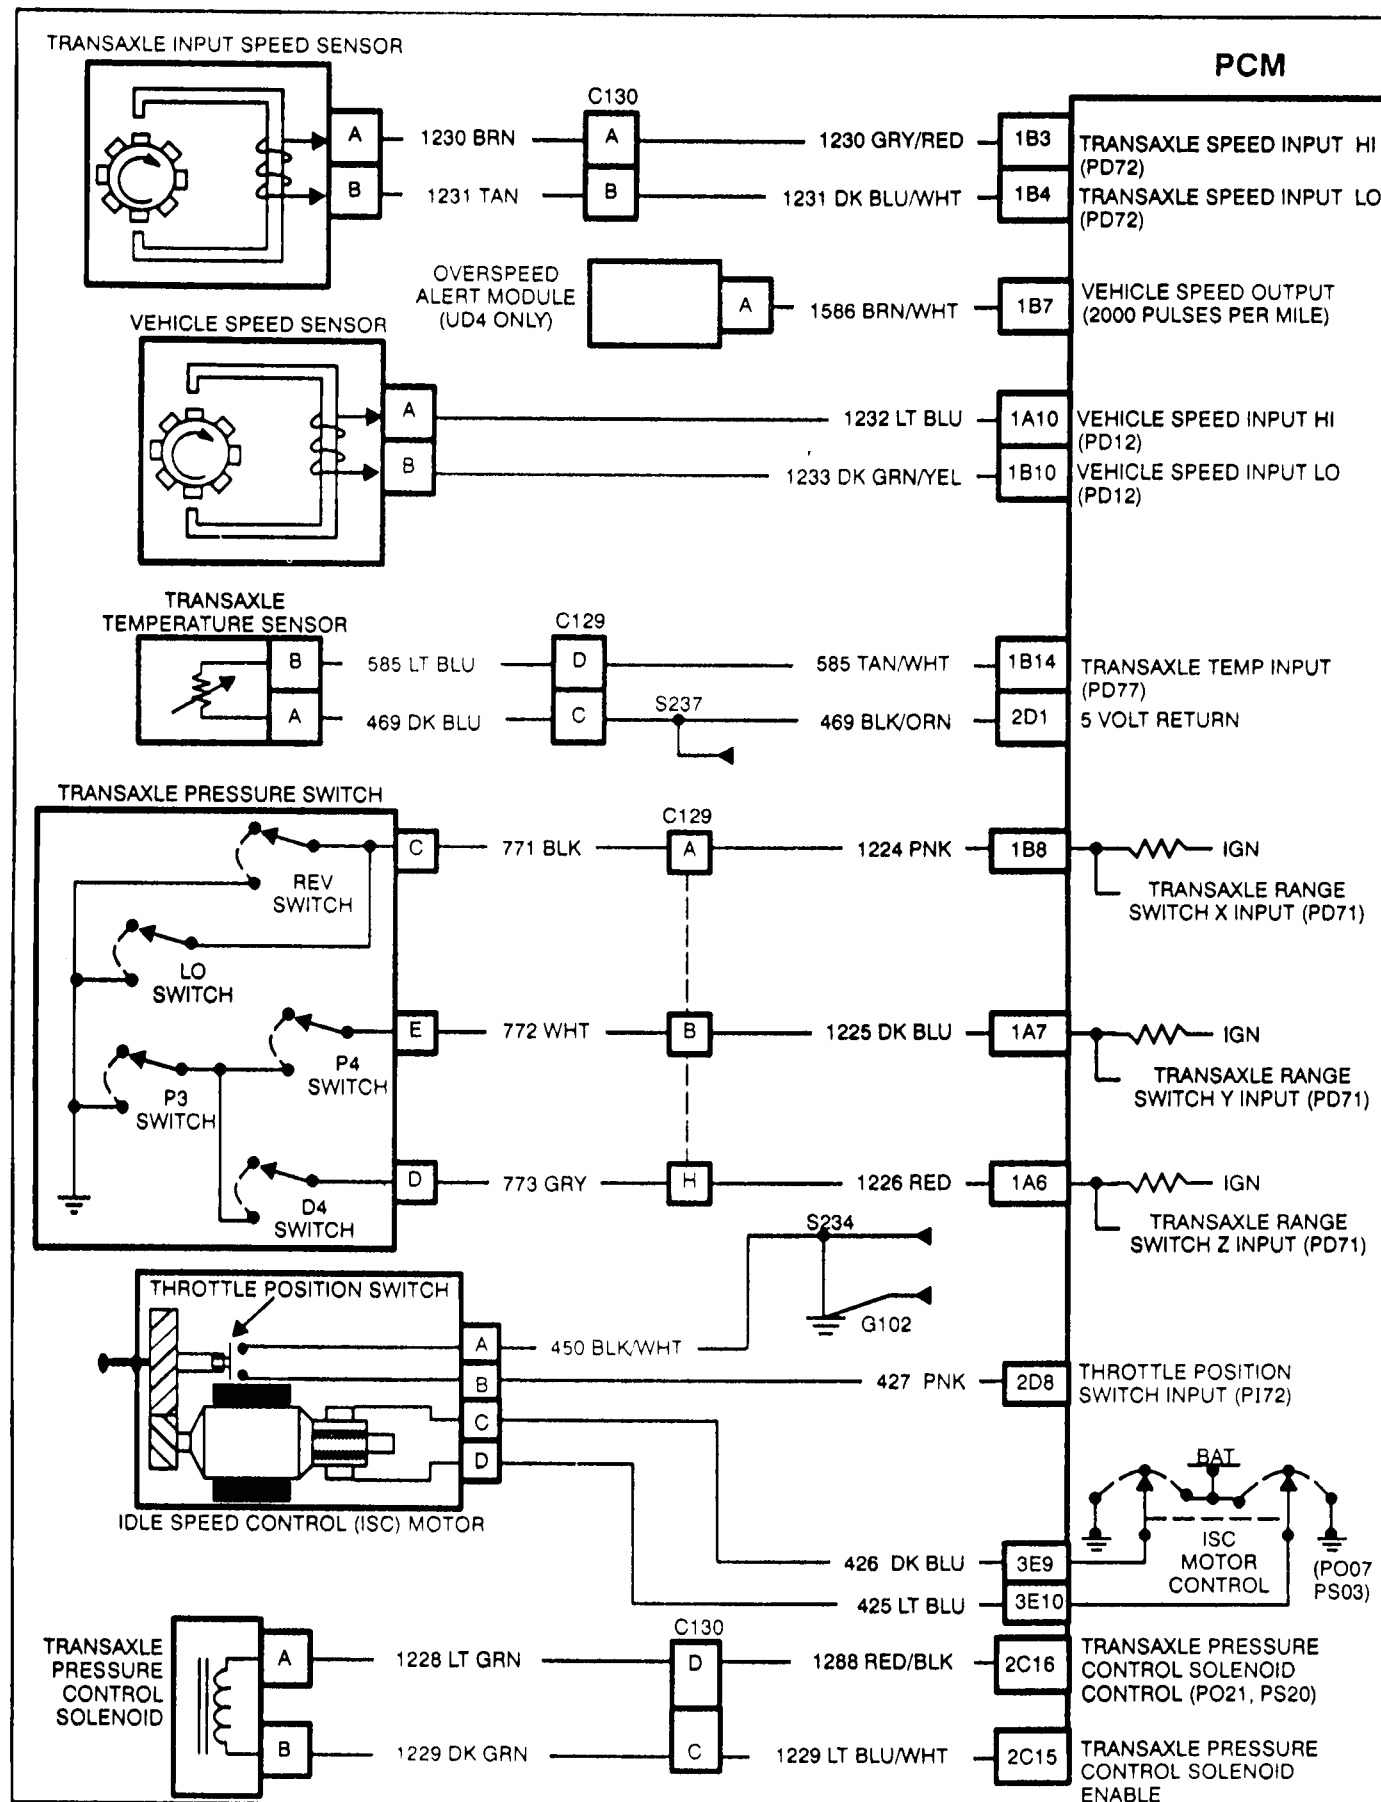 TRANSAXLE INPUT SPEED SENSOR
PCM
C130
A
1230 BRN
A
1230 GRY/RED
1B3
TRANSAXLE SPEED INPUT HI
(PD72)
B
1231 TAN
B
1231 DK BLU/WHT
1B4
TRANSAXLE SPEED INPUT LO
(PD72)
OVERSPEED
ALERT MODULE
(UD4 ONLY)
A
1586 BRN/WHT
1B7
VEHICLE SPEED OUTPUT
(2000 PULSES PER MILE)
VEHICLE SPEED SENSOR
A
1232 LT BLU
1A10
VEHICLE SPEED INPUT HI
(PD12)
B
1233 DK GRN/YEL
1B10
VEHICLE SPEED INPUT LO
(PD12)
TRANSAXLE
TEMPERATURE SENSOR
C129
B
585 LT BLU
D
585 TAN/WHT
1B14
TRANSAXLE TEMP INPUT
(PD77)
A
469 DK BLU
C
S237
469 BLK/ORN
2D1
5 VOLT RETURN
TRANSAXLE PRESSURE SWITCH
C129
C
771 BLK
A
1224 PNK
1B8
IGN
TRANSAXLE RANGE
SWITCH X INPUT (PD71)
REV
SWITCH
LO
SWITCH
E
772 WHT
B
1225 DK BLU
1A7
IGN
TRANSAXLE RANGE
SWITCH Y INPUT (PD71)
P4
SWITCH
P3
SWITCH
D
773 GRY
H
1226 RED
1A6
IGN
TRANSAXLE RANGE
SWITCH Z INPUT (PD71)
D4
SWITCH
S234
G102
THROTTLE POSITION SWITCH
A
450 BLK/WHT
B
427 PNK
2D8
THROTTLE POSITION
SWITCH INPUT (PI72)
C
D
BAT
IDLE SPEED CONTROL (ISC) MOTOR
ISC
MOTOR
CONTROL
(PO07
PS03)
426 DK BLU
3E9
425 LT BLU
3E10
C130
TRANSAXLE
PRESSURE
CONTROL
SOLENOID
A
1228 LT GRN
D
1288 RED/BLK
2C16
TRANSAXLE PRESSURE
CONTROL SOLENOID
CONTROL (PO21, PS20)
B
1229 DK GRN
C
1229 LT BLU/WHT
2C15
TRANSAXLE PRESSURE
CONTROL SOLENOID
ENABLE